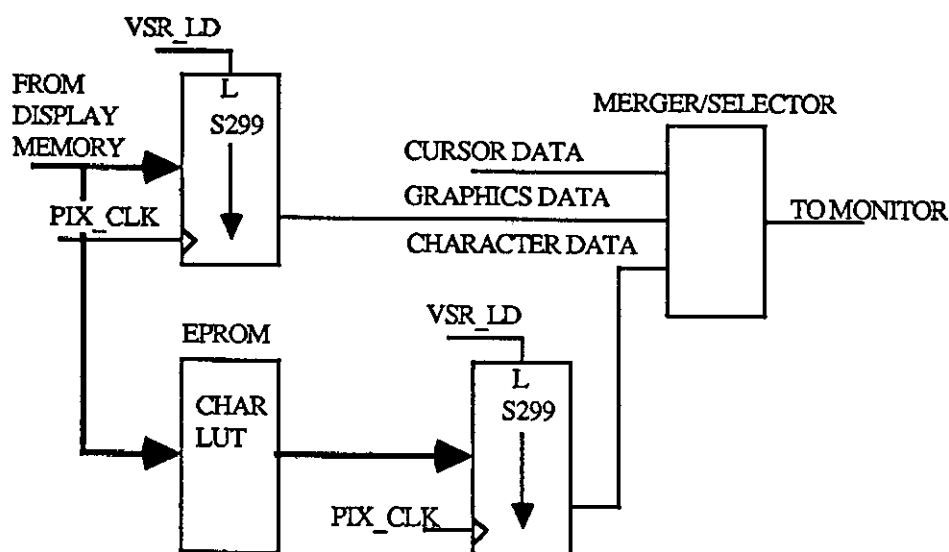 VSR_LD
FROM
DISPLAY
MEMORY
L
S299
PIX_CLK
MERGER/SELECTOR
CURSOR DATA
GRAPHICS DATA
CHARACTER DATA
TO MONITOR
VSR_LD
EPROM
CHAR
LUT
L
S299
PIX_CLK